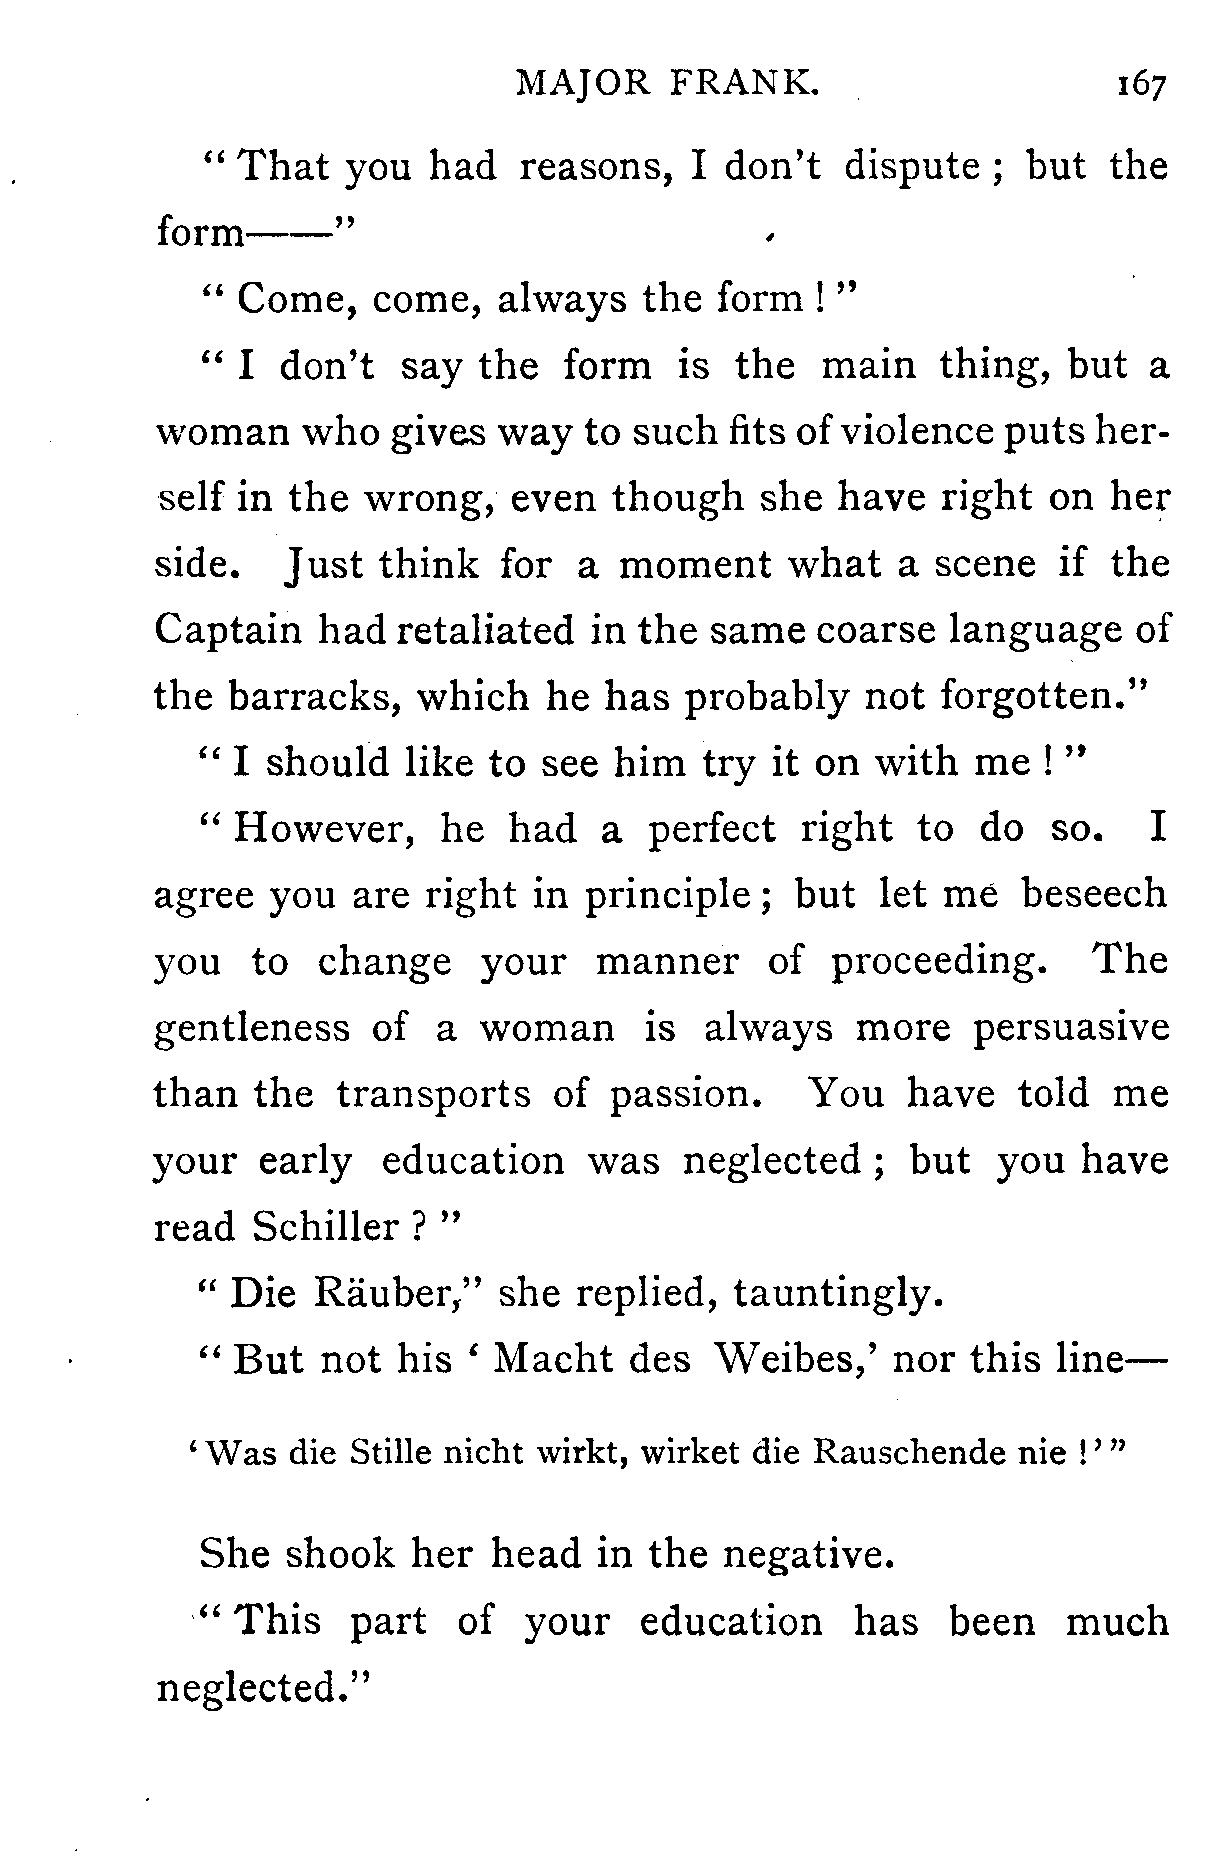 MAJOR FRANK. 167
"That you had reasons, I don't dispute; but the
form——"
"Come, come, always the form!"
"I don't say the form is the main thing, but a
woman who gives way to such fits of violence puts her-
self in the wrong, even though she have right on her
side. Just think for a moment what a scene if the
Captain had retaliated in the same coarse language of
the barracks, which he has probably not forgotten."
"I should like to see him try it on with me!"
"However, he had a perfect right to do so. I
agree you are right in principle; but let me beseech
you to change your manner of proceeding. The
gentleness of a woman is always more persuasive
than the transports of passion. You have told me
your early education was neglected; but you have
read Schiller?"
"Die Räuber," she replied, tauntingly.
"But not his 'Macht des Weibes,' nor this line—
'Was die Stille nicht wirkt, wirket die Rauschende nie!'"
She shook her head in the negative.
"This part of your education has been much
neglected."